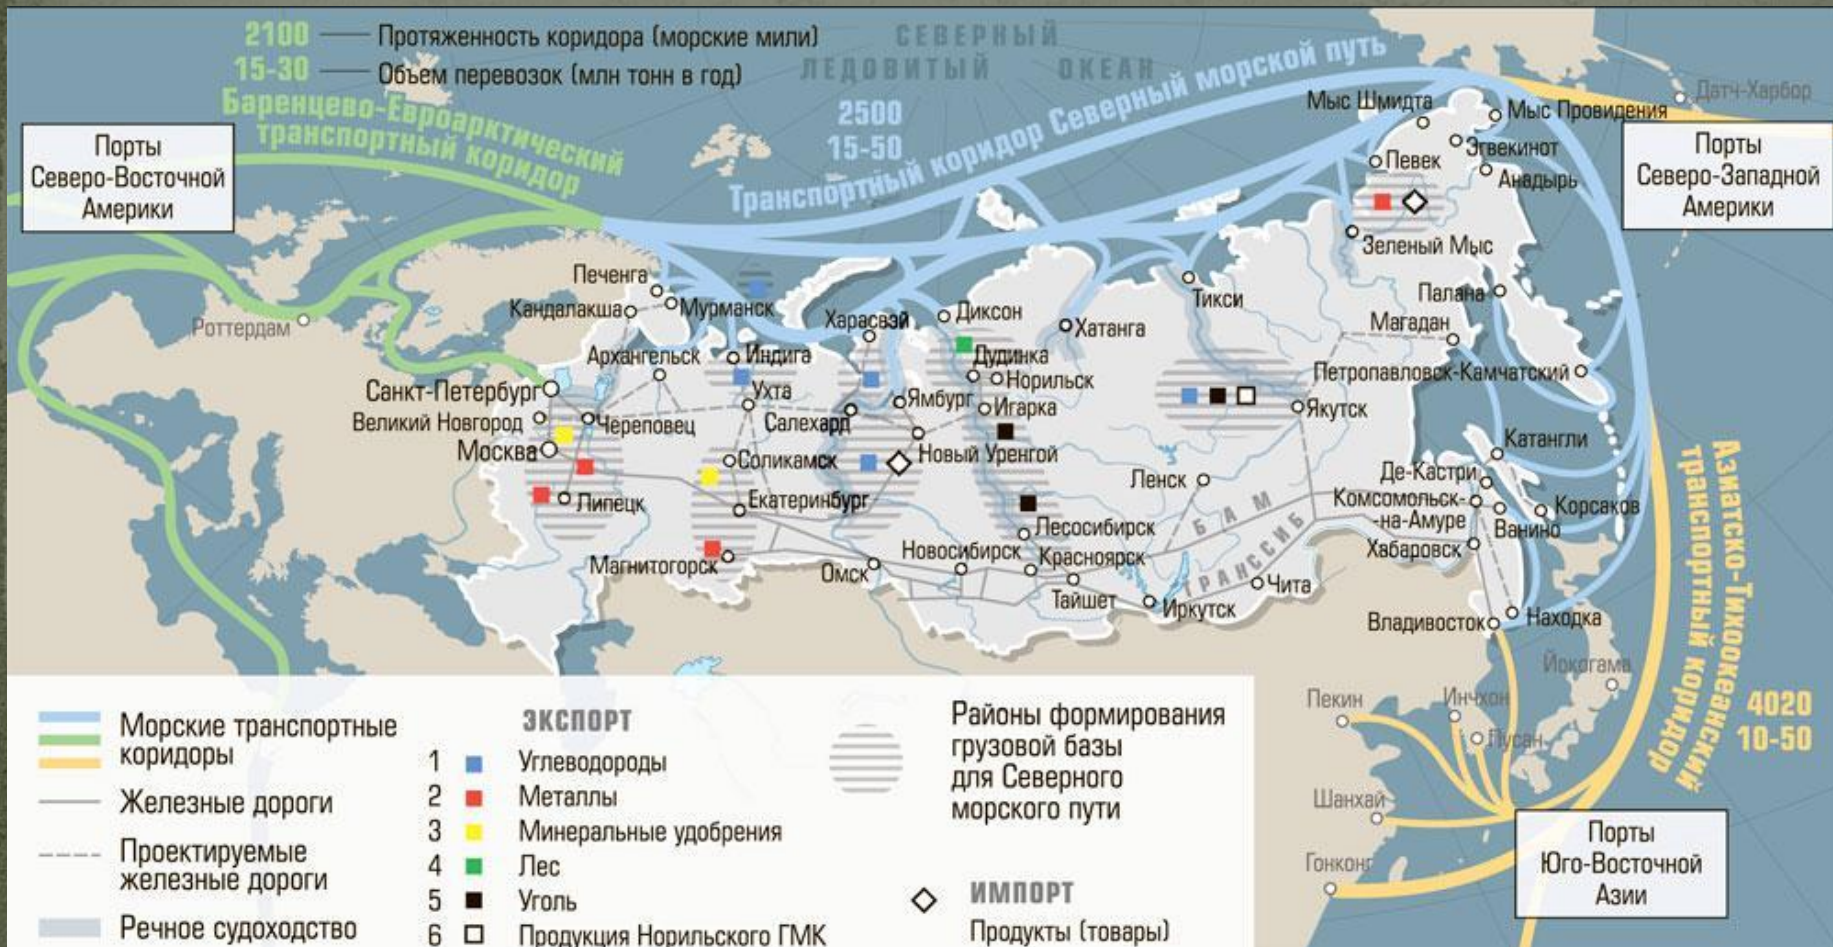 2100
Протяженность коридора (морские мили)
15-30
Объем перевозок (млн тонн в год)
Баренцево-Евроарктический
транспортный коридор
СЕВЕРНЫЙ
ЛЕДОВИТЫЙ ОКЕАН
2500
15-50
Транспортный коридор Северный морской путь
Порты
Северо-Восточной
Америки
Датч-Харбор
Порты
Северо-Западной
Америки
Мыс Шмидта
Мыс Провидения
Эгвекинот
Певек
Анадырь
Зеленый Мыс
Палана
Магадан
Петропавловск-Камчатский
Тикси
Хатанга
Диксон
Харасвэй
Печенга
Кандалакша
Мурманск
Роттердам
Архангельск
Индига
Дудинка
Норильск
Санкт-Петербург
Ухта
Ямбург
Игарка
Якутск
Великий Новгород
Череповец
Салехард
Катангли
Москва
Соликамск
Новый Уренгой
Ленск
Де-Кастри
Липецк
Екатеринбург
Комсомольск-
-на-Амуре
Ванино
Корсаков
Лесосибирск
БАМ
Хабаровск
Магнитогорск
Омск
Новосибирск
Красноярск
ТРАНССИБ
Тайшет
Иркутск
Чита
Владивосток
Находка
Азиатско-Тихоокеанский
транспортный коридор
4020
10-50
Йокогама
Пекин
Инчхон
Пусан
Шанхай
Гонконг
Порты
Юго-Восточной
Азии
Морские транспортные
коридоры
Железные дороги
Проектируемые
железные дороги
Речное судоходство
ЭКСПОРТ
1 Углеводороды
2 Металлы
3 Минеральные удобрения
4 Лес
5 Уголь
6 Продукция Норильского ГМК
Районы формирования
грузовой базы
для Северного
морского пути
ИМПОРТ
Продукты (товары)